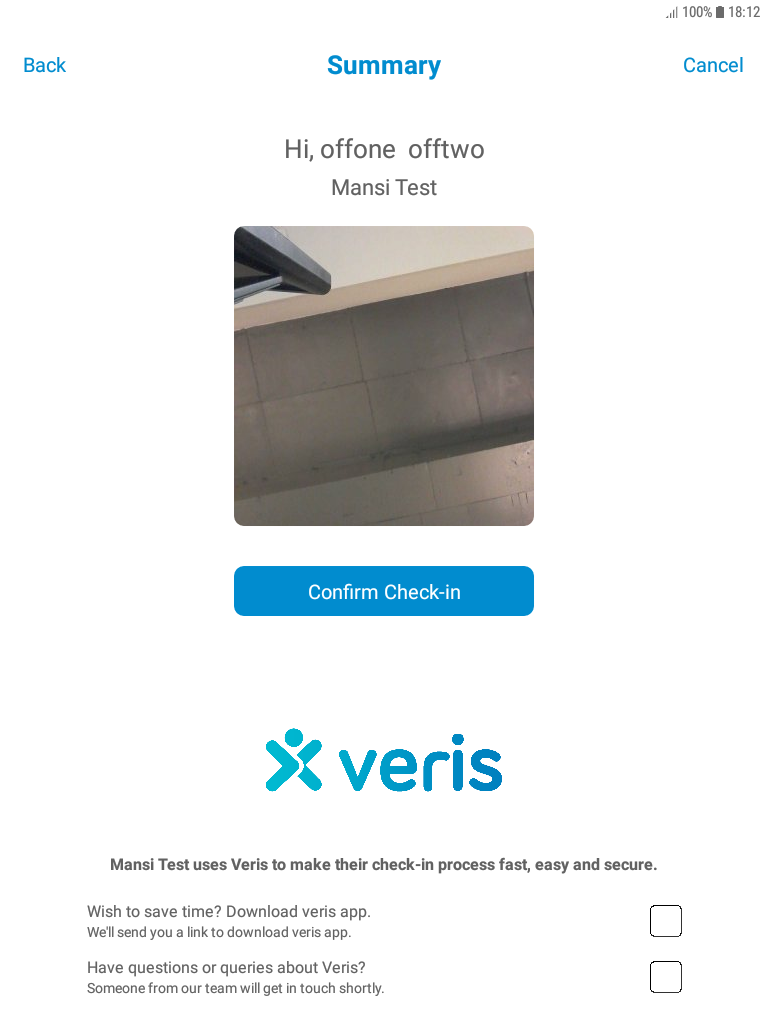 100% 18:12
Back Summary Cancel
Hi, offone offtwo
Mansi Test
Confirm Check-in
veris
Mansi Test uses Veris to make their check-in process fast, easy and secure.
Wish to save time? Download veris app.
We'll send you a link to download veris app.
Have questions or queries about Veris?
Someone from our team will get in touch shortly.